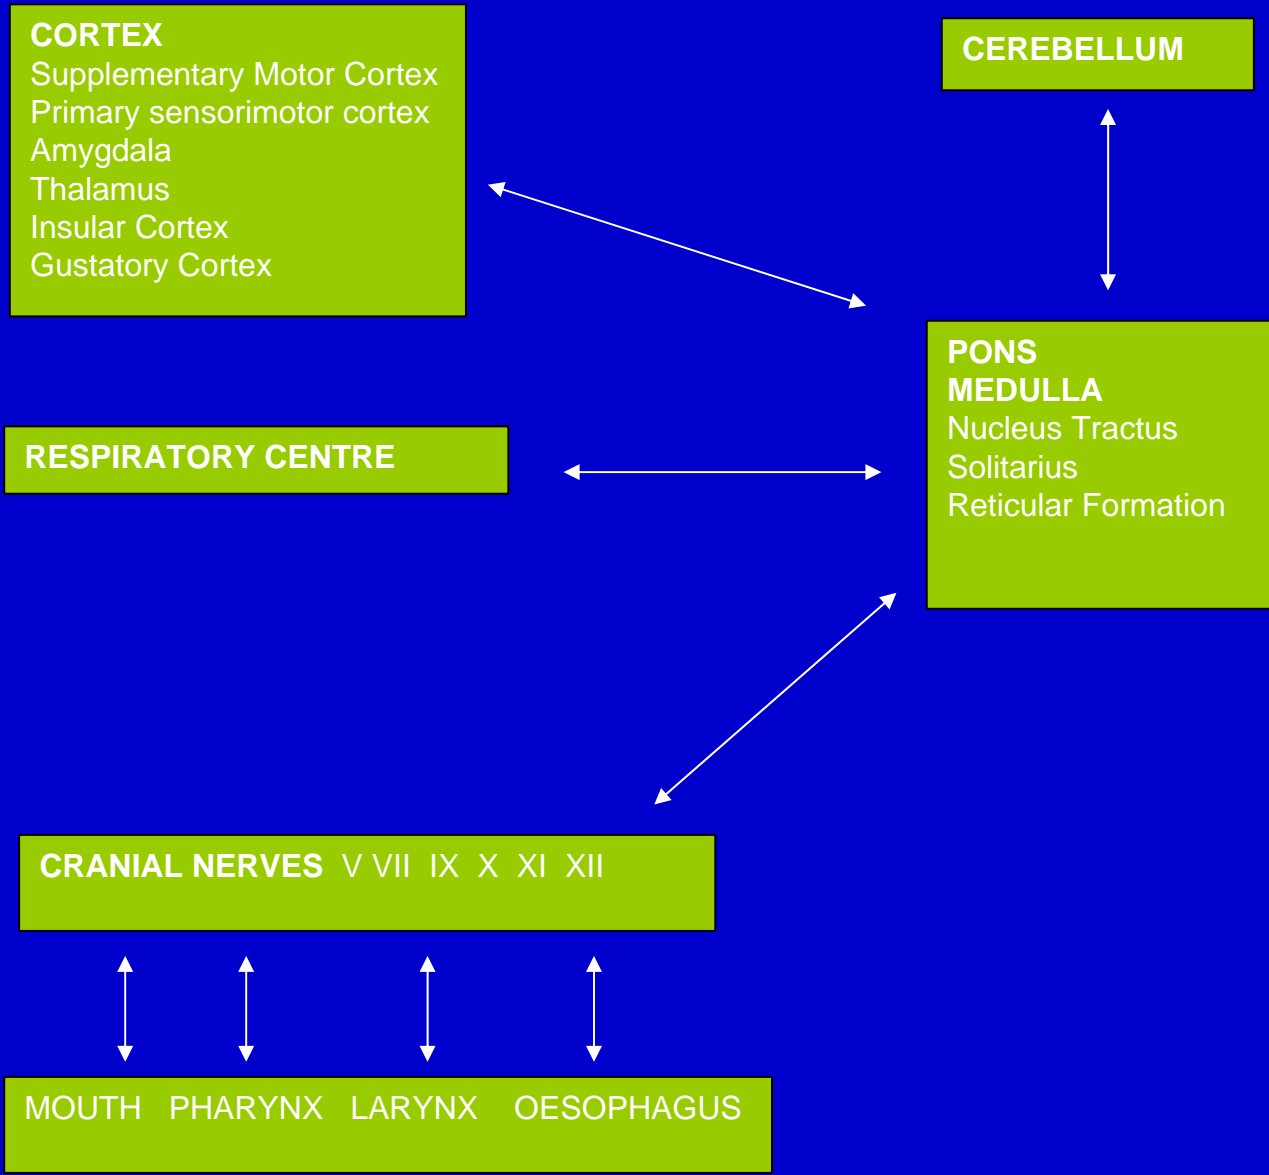 CORTEX
Supplementary Motor Cortex
Primary sensorimotor cortex
Amygdala
Thalamus
Insular Cortex
Gustatory Cortex
CEREBELLUM
PONS
MEDULLA
Nucleus Tractus
Solitarius
Reticular Formation
RESPIRATORY CENTRE
CRANIAL NERVES V VII IX X XI XII
MOUTH PHARYNX LARYNX OESOPHAGUS